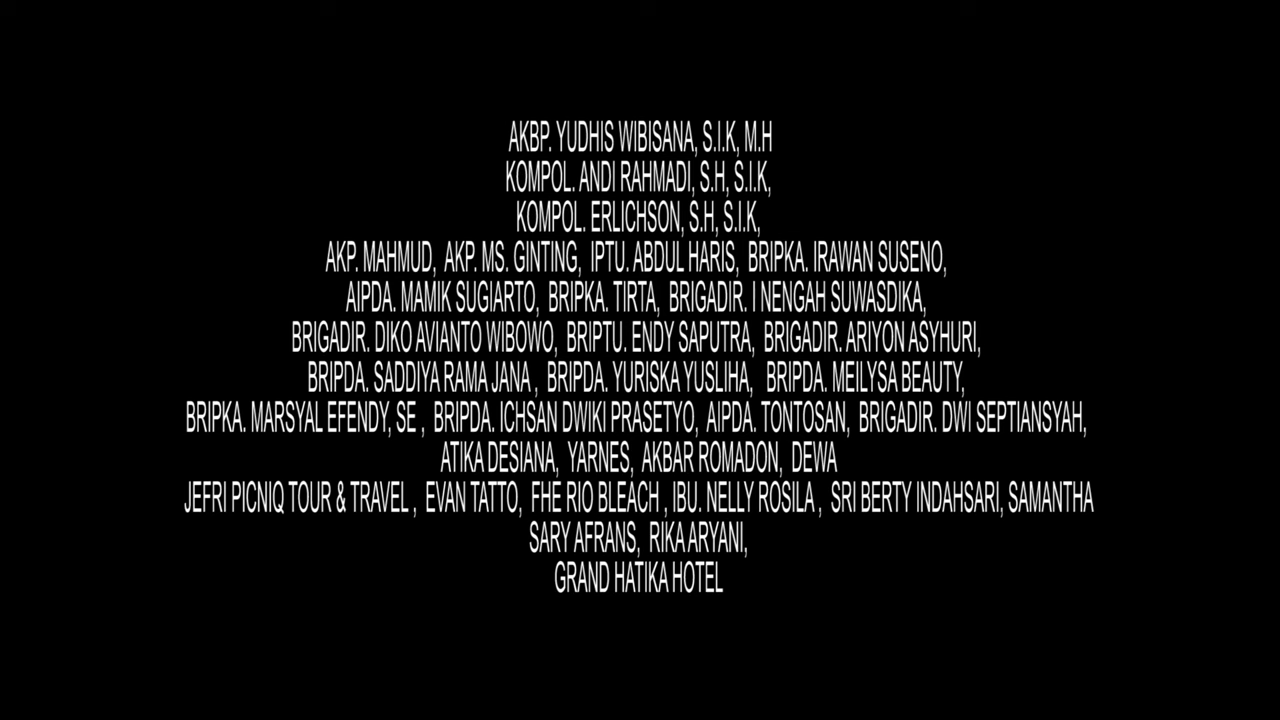 AKBP. YUDHIS WIBISANA, S.I.K, M.H
KOMPOL. ANDI RAHMADI, S.H, S.I.K,
KOMPOL. ERLICHSON, S.H, S.I.K,
AKP. MAHMUD, AKP. MS. GINTING, IPTU. ABDUL HARIS, BRIPKA. IRAWAN SUSENO,
AIPDA. MAMIK SUGIARTO, BRIPKA. TIRTA, BRIGADIR. I NENGAH SUWASDIKA,
BRIGADIR. DIKO AVIANTO WIBOWO, BRIPTU. ENDY SAPUTRA, BRIGADIR. ARIYON ASYHURI,
BRIPDA. SADDIYA RAMA JANA , BRIPDA. YURISKA YUSLIHA, BRIPDA. MEILYSA BEAUTY,
BRIPKA. MARSYAL EFENDY, SE , BRIPDA. ICHSAN DWIKI PRASETYO, AIPDA. TONTOSAN, BRIGADIR. DWI SEPTIANSYAH,
ATIKA DESIANA, YARNES, AKBAR ROMADON, DEWA
JEFRI PICNIQ TOUR & TRAVEL , EVAN TATTO, FHE RIO BLEACH , IBU. NELLY ROSILA , SRI BERTY INDAHSARI, SAMANTHA
SARY AFRANS, RIKA ARYANI,
GRAND HATIKA HOTEL